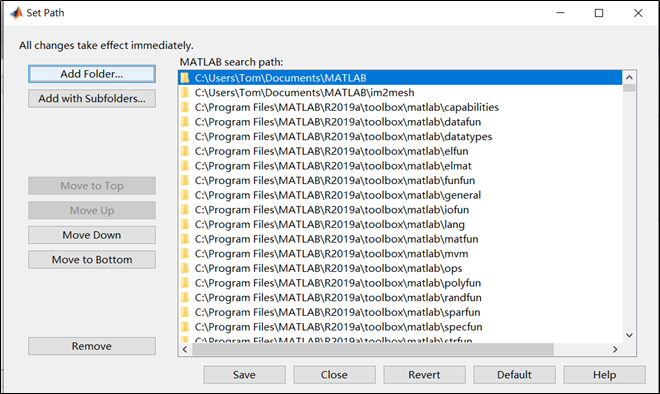 Set Path
All changes take effect immediately.
MATLAB search path:
Add Folder...
Add with Subfolders...
Move to Top
Move Up
Move Down
Move to Bottom
Remove
C:\Users\Tom\Documents\MATLAB
C:\Users\Tom\Documents\MATLAB\im2mesh
C:\Program Files\MATLAB\R2019a\toolbox\matlab\capabilities
C:\Program Files\MATLAB\R2019a\toolbox\matlab\datafun
C:\Program Files\MATLAB\R2019a\toolbox\matlab\datatypes
C:\Program Files\MATLAB\R2019a\toolbox\matlab\elfun
C:\Program Files\MATLAB\R2019a\toolbox\matlab\elmat
C:\Program Files\MATLAB\R2019a\toolbox\matlab\funfun
C:\Program Files\MATLAB\R2019a\toolbox\matlab\general
C:\Program Files\MATLAB\R2019a\toolbox\matlab\iofun
C:\Program Files\MATLAB\R2019a\toolbox\matlab\lang
C:\Program Files\MATLAB\R2019a\toolbox\matlab\matfun
C:\Program Files\MATLAB\R2019a\toolbox\matlab\mvm
C:\Program Files\MATLAB\R2019a\toolbox\matlab\ops
C:\Program Files\MATLAB\R2019a\toolbox\matlab\polyfun
C:\Program Files\MATLAB\R2019a\toolbox\matlab\randfun
C:\Program Files\MATLAB\R2019a\toolbox\matlab\sparfun
C:\Program Files\MATLAB\R2019a\toolbox\matlab\specfun
C:\Program Files\MATLAB\R2019a\toolbox\matlab\strfun
Save
Close
Revert
Default
Help